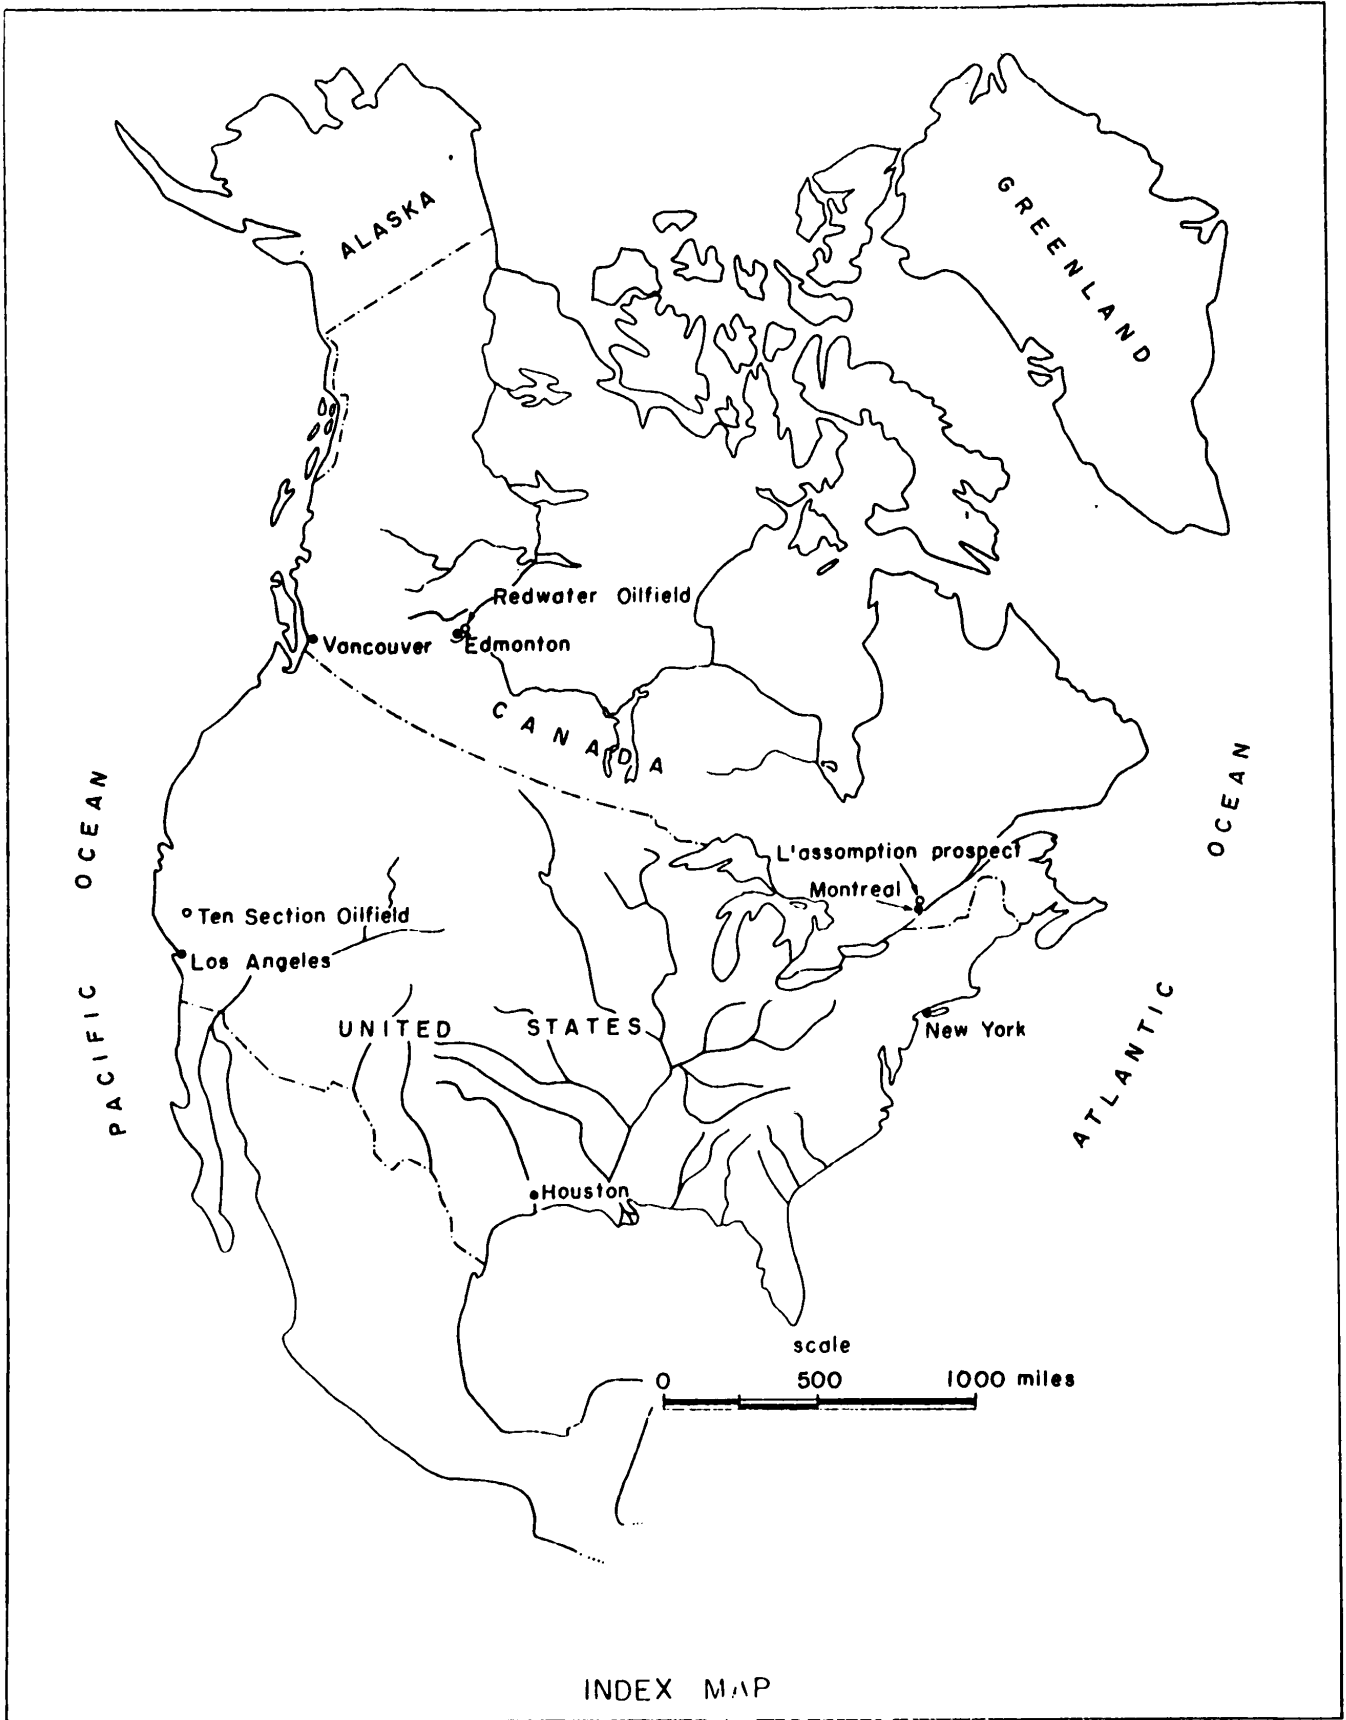 ALASKA
GREENLAND
Redwater Oilfield
Vancouver
Edmonton
CANADA
PACIFIC OCEAN
ATLANTIC OCEAN
L'assomption prospect
Montreal
Ten Section Oilfield
Los Angeles
UNITED STATES
New York
Houston
scale
0 500 1000 miles
INDEX MAP